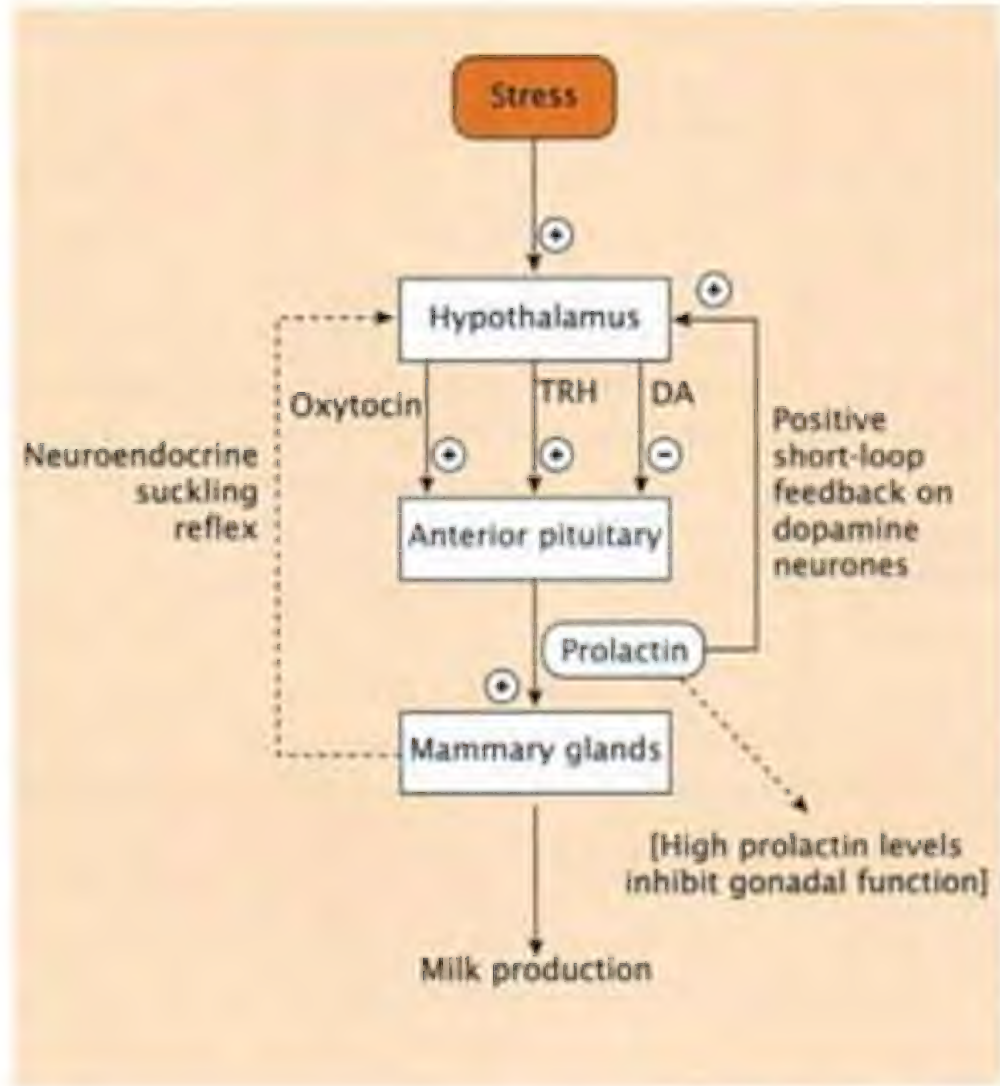 Stress
Hypothalamus
Oxytocin
TRH
DA
Neuroendocrine
suckling
reflex
Positive
short-loop
feedback on
dopamine
neurones
Anterior pituitary
Prolactin
Mammary glands
[High prolactin levels
inhibit gonadal function]
Milk production